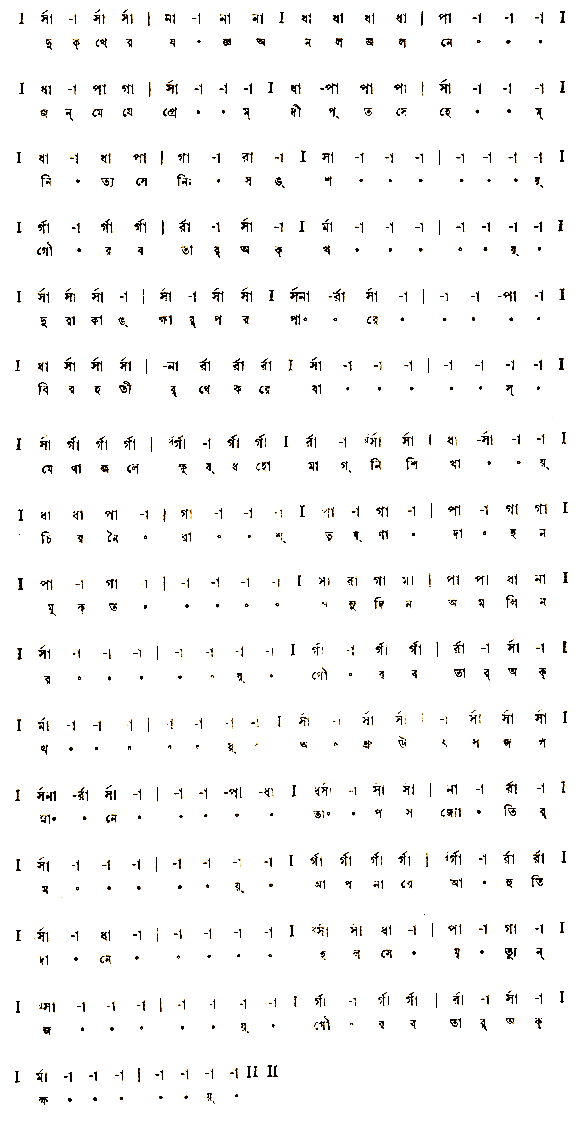 I র্সা -া র্সা র্সা | মা -া না না I ধা ধা ধা ধা | পা -া -া -া I
দু ক্ খে র য • জ্ঞ অ ন ল জ্ব ল নে • • •
I ধা -া পা গা | র্সা -া -া -া I ধা -পা পা পা | র্সা -া -া -া I
জ ন্ মে যে প্রে • • ম্ দী প্ ত সে হে • • ম্
I ধা -া ধা পা | গা -া রা -া I সা -া -া -া | -া -া -া -া I
নি • ত্য সে নিঃ • স ঙ্ শ • • • • • • য়্
I র্গা -া র্গা র্গা | র্রা -া র্সা -া I র্মা -া -া -া | -া -া -া -া I
গৌ • র ব তা র্ অ ক্ খ • • • • • য়্ •
I র্সা র্সা র্সা -া | র্সা -া র্সা র্সা I র্সনা -র্রা র্সা -া | -া -া -পা -া I
দু রা কা ঙ্ ক্ষা র্ প র পা॰ ॰ রে • • • • •
I ধা র্সা র্সা র্সা | -না র্রা র্রা র্রা I র্সা -া -া -া | -া -া -া -া I
বি র হ তী র্ থে ক রে বা • • • • • স্ •
I র্সা র্গা র্গা র্গা | র্গা -া র্গা র্গা I র্রা -া র্সা র্সা | ধা -র্সা -া -া I
যে থা জ্ব লে ক্ষু ব্ ধ হো মা গ্ নি শি খা • • য়্
I ধা ধা পা -া | গা -া -া -া I পা -া গা -া | পা -া গা গা I
চি র নৈ ॰ রা ॰ ॰ শ্ ত ষ্ ণা • দা • হ ন
I পা -া গা -া | -া -া -া -া I সা রা গা মা | পা পা ধা না I
মু ক্ ত • • • • • নু দি ন অ ম লি ন
I র্সা -া -া -া | -া -া -া -া I র্গা -া র্গা র্গা | র্রা -া র্সা -া I
র • • • • • য়্ • গৌ • র ব তা র্ অ ক্
I র্মা -া -া -া | -া -া -া -া I র্সা -া র্সা র্সা | -া র্সা র্সা র্সা I
খ • • • • • য়্ • অ • শ্রু উ ৎ স জ ল
I র্সনা -র্রা র্সা -া | -া -া -পা -ধা I ধর্সা -া র্সা র্সা | না -া র্রা -া I
স্না॰ • নে • • • • • তা॰ • প স জ্যো • তি র্
I র্সা -া -া -া | -া -া -া -া I র্গা র্গা র্গা র্গা | র্গা -া র্রা র্রা I
ম • • • • • য়্ • আ প না রে আ • হু তি
I র্সা -া ধা -া | -া -া -া -া I র্সা র্সা ধা -া | পা -া গা -া I
দা • নে • • • • • হ ল সে • মৃ • ত্যু ন্
I সা -া -া -া | -া -া -া -া I র্গা -া র্গা র্গা | র্রা -া র্সা -া I
জ • • • • • য়্ • গৌ • র ব তা র্ অ ক্
I র্মা -া -া -া | -া -া -া -া II II
ক্ষ • • • • • য়্ •